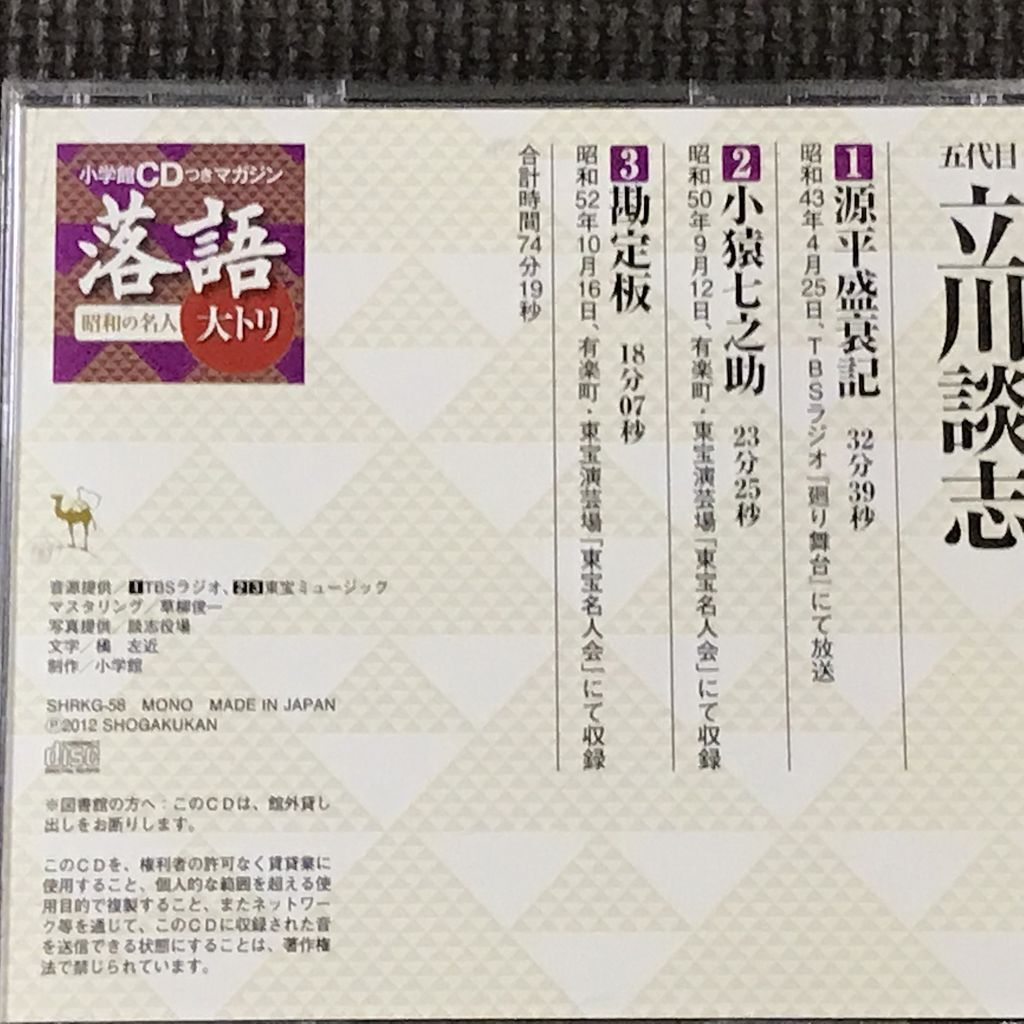 五代目
立川談志
1 源平盛衰記 32分39秒
昭和43年4月25日、TBSラジオ「廻り舞台」にて放送
2 小猿七之助 23分25秒
昭和50年9月12日、有楽町・東宝演芸場「東宝名人会」にて収録
3 勘定板 18分07秒
昭和52年10月16日、有楽町・東宝演芸場「東宝名人会」にて収録
合計時間74分19秒
小学館CDつきマガジン
落語
昭和の名人
大トリ
音源提供／1TBSラジオ、23東宝ミュージック
マスタリング／草柳俊一
写真提供／談志役場
文字／橘 左近
制作／小学館
SHRKG-58 MONO MADE IN JAPAN
Ⓟ2012 SHOGAKUKAN
disc
※図書館の方へ：このCDは、館外貸し
出しをお断りします。
このCDを、権利者の許可なく賃貸業に
使用すること、個人的な範囲を超える使
用目的で複製すること、またネットワー
ク等を通じて、このCDに収録された音
を送信できる状態にすることは、著作権
法で禁じられています。